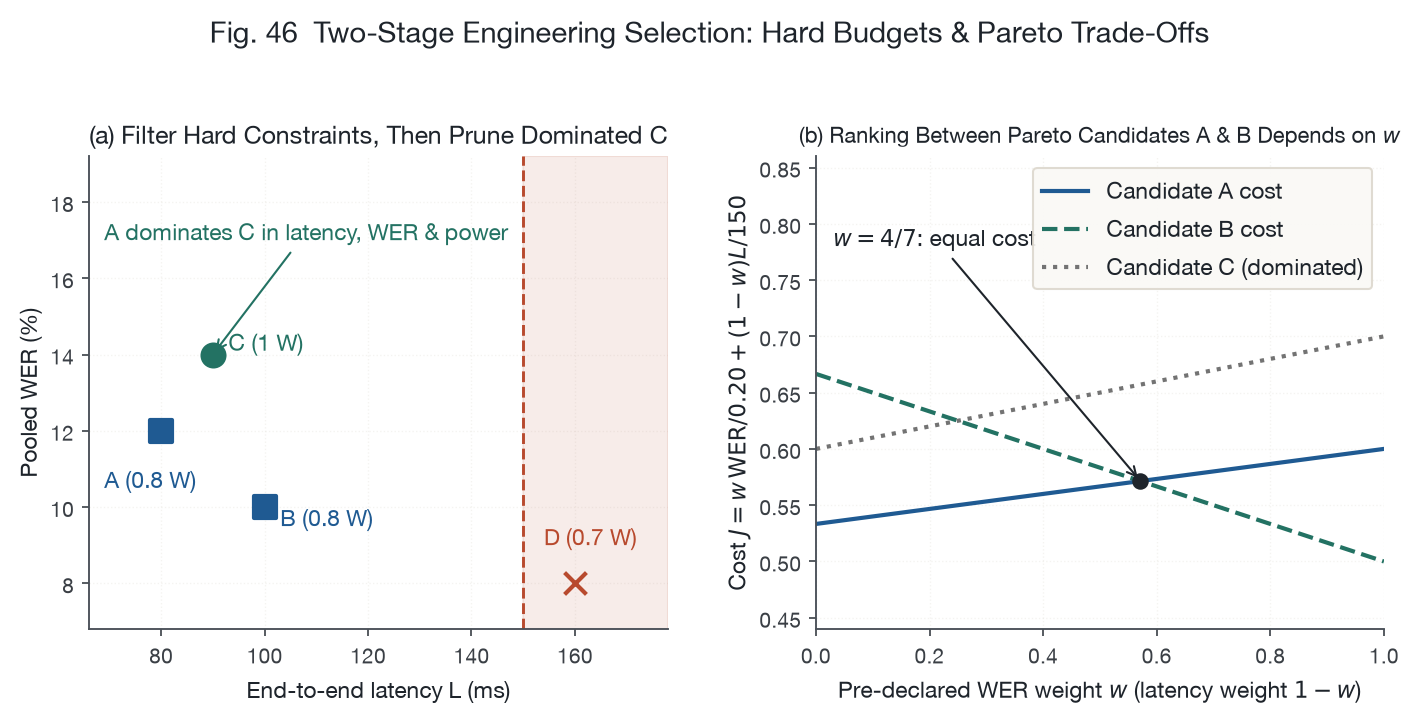 Fig. 46  Two-Stage Engineering Selection: Hard Budgets & Pareto Trade-Offs
(a) Filter Hard Constraints, Then Prune Dominated C
Pooled WER (%)
18
16
14
12
10
8
A dominates C in latency, WER & power
C (1 W)
A (0.8 W)
B (0.8 W)
D (0.7 W)
80
100
120
140
160
End-to-end latency L (ms)
(b) Ranking Between Pareto Candidates A & B Depends on w
Cost J = w WER/0.20 + (1 − w)L/150
0.85
0.80
0.75
0.70
0.65
0.60
0.55
0.50
0.45
w = 4/7: equal cost
Candidate A cost
Candidate B cost
Candidate C (dominated)
0.0
0.2
0.4
0.6
0.8
1.0
Pre-declared WER weight w (latency weight 1 − w)